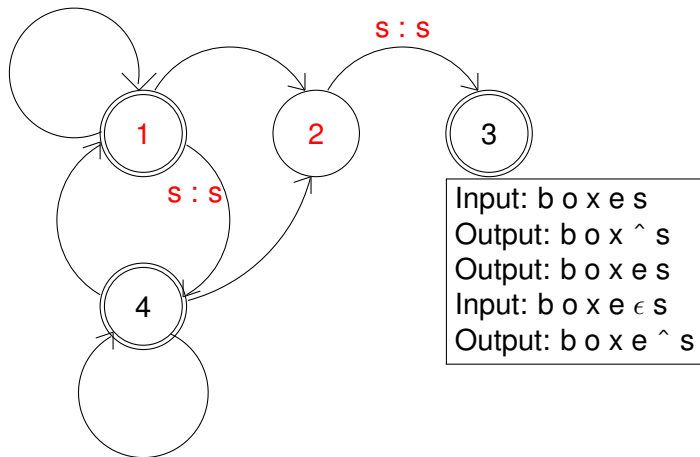 s : s
1
2
3
s : s
4
Input: b o x e s
Output: b o x ˆ s
Output: b o x e s
Input: b o x e ϵ s
Output: b o x e ˆ s